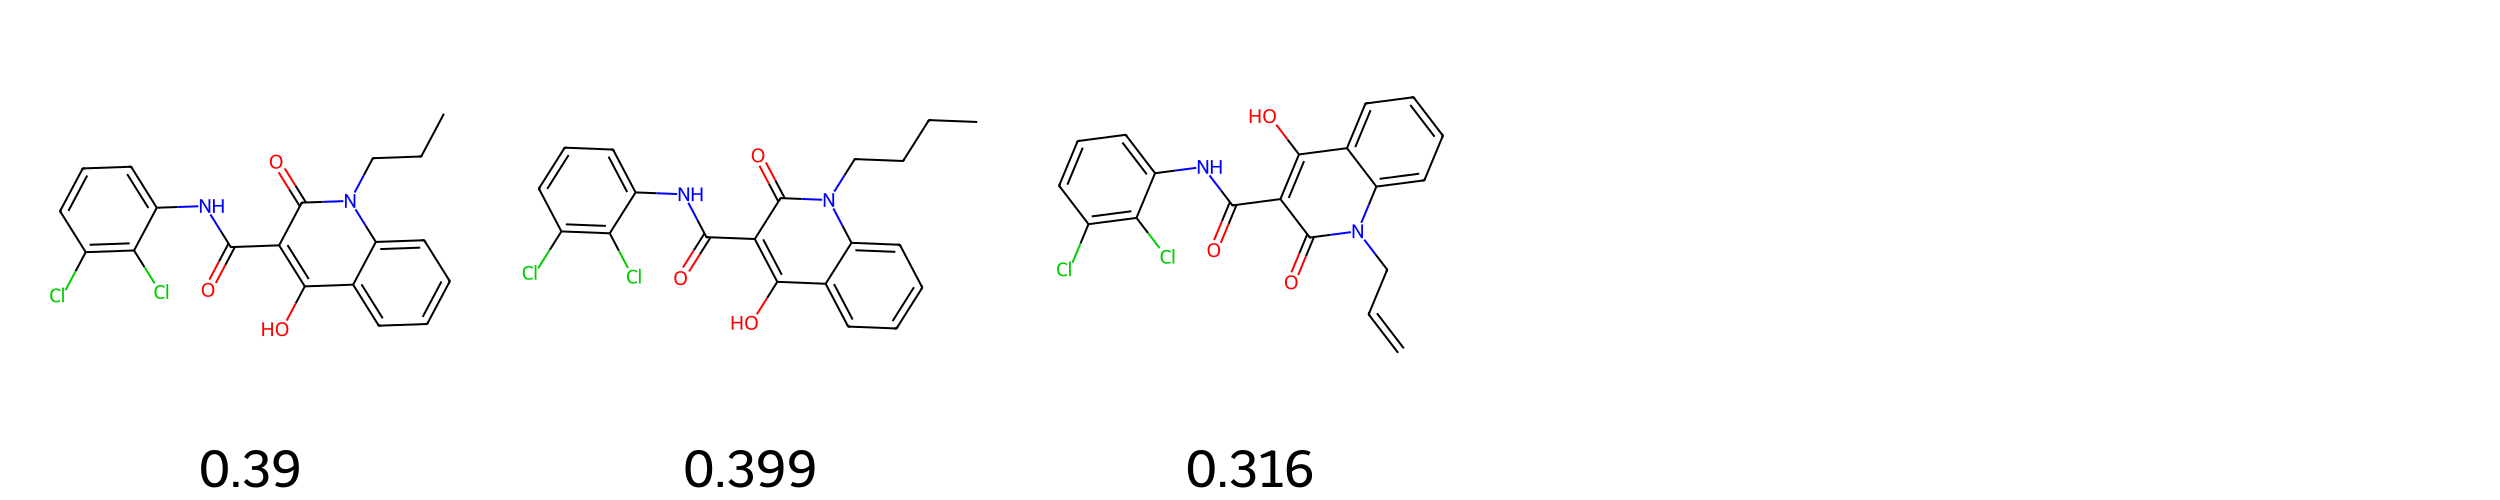 O N NH O HO Cl Cl
O N NH O HO Cl Cl
HO NH O Cl Cl N O
0.39 0.399 0.316